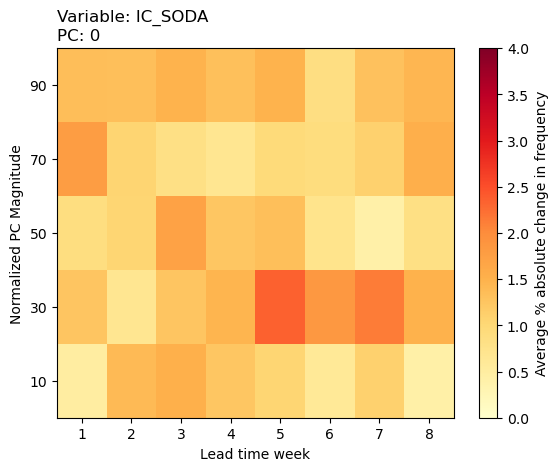 Variable: IC_SODA
PC: 0
90
70
50
30
10
Normalized PC Magnitude
1 2 3 4 5 6 7 8
Lead time week
4.0
3.5
3.0
2.5
2.0
1.5
1.0
0.5
0.0
Average % absolute change in frequency